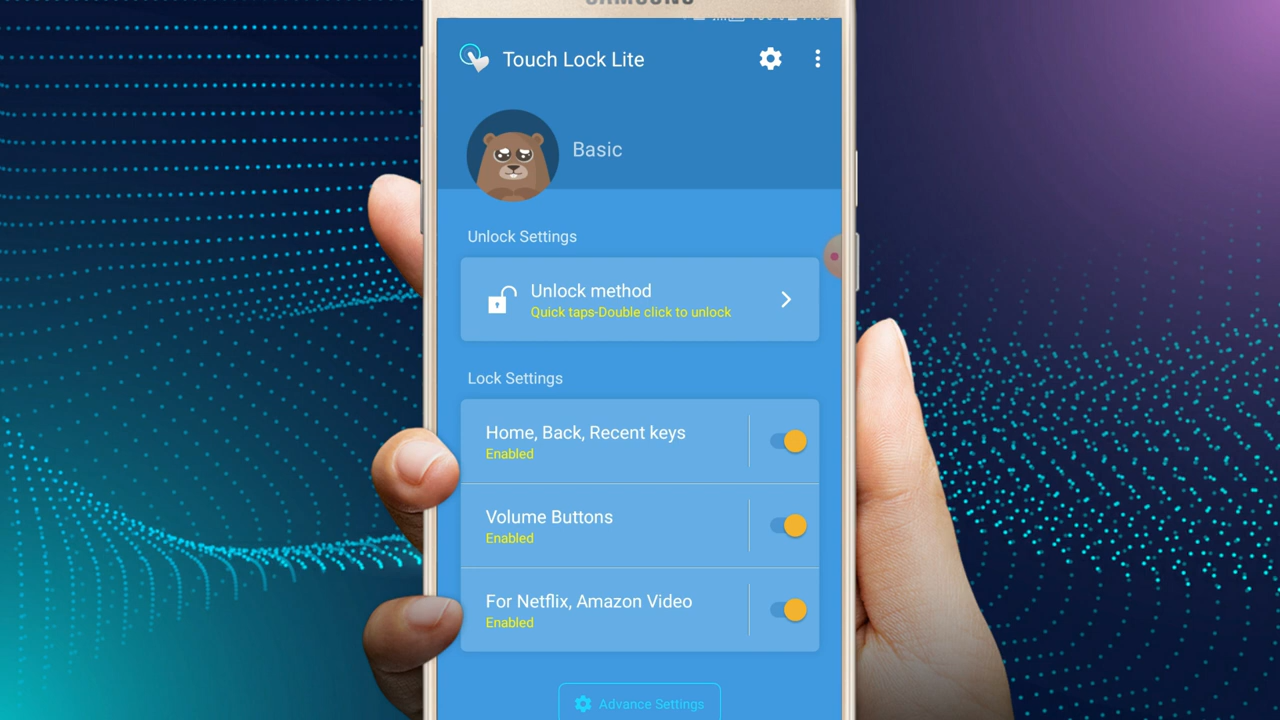 SAMSUNG
Touch Lock Lite
Basic
Unlock Settings
Unlock method
Quick taps-Double click to unlock
Lock Settings
Home, Back, Recent keys
Enabled
Volume Buttons
Enabled
For Netflix, Amazon Video
Enabled
Advance Settings